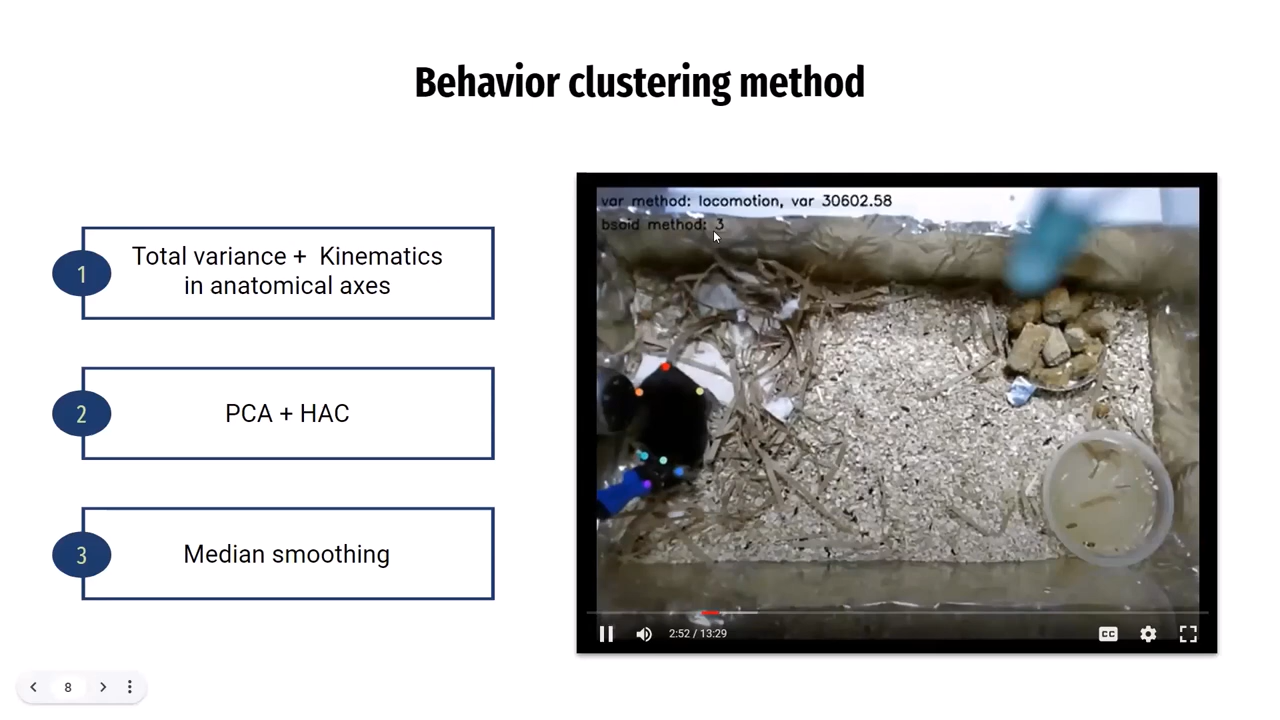 Behavior clustering method
1
Total variance + Kinematics
in anatomical axes
2
PCA + HAC
3
Median smoothing
var method: locomotion, var 30602.58
bsoid method: 3
2:52 / 13:29
CC
8